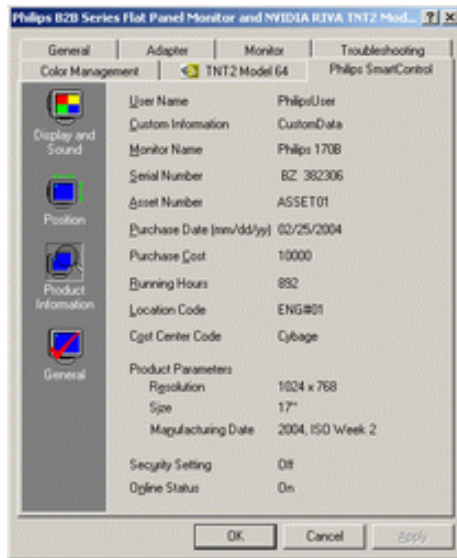 Philips B2B Series Flat Panel Monitor and NVIDIA RIVA TNT2 Mod... ? X
General Adapter Monitor Troubleshooting
Color Management TNT2 Model 64 Philips SmartControl
Display and Sound
Position
Product Information
General
User Name PhilipsUser
Custom Information CustomData
Monitor Name Philips 170B
Serial Number BZ 382306
Asset Number ASSET01
Purchase Date (mm/dd/yy) 02/25/2004
Purchase Cost 10000
Running Hours 892
Location Code ENG#01
Cost Center Code Cybage
Product Parameters
Resolution 1024 x 768
Size 17"
Manufacturing Date 2004, ISO Week 2
Security Setting Off
Online Status On
OK Cancel Apply